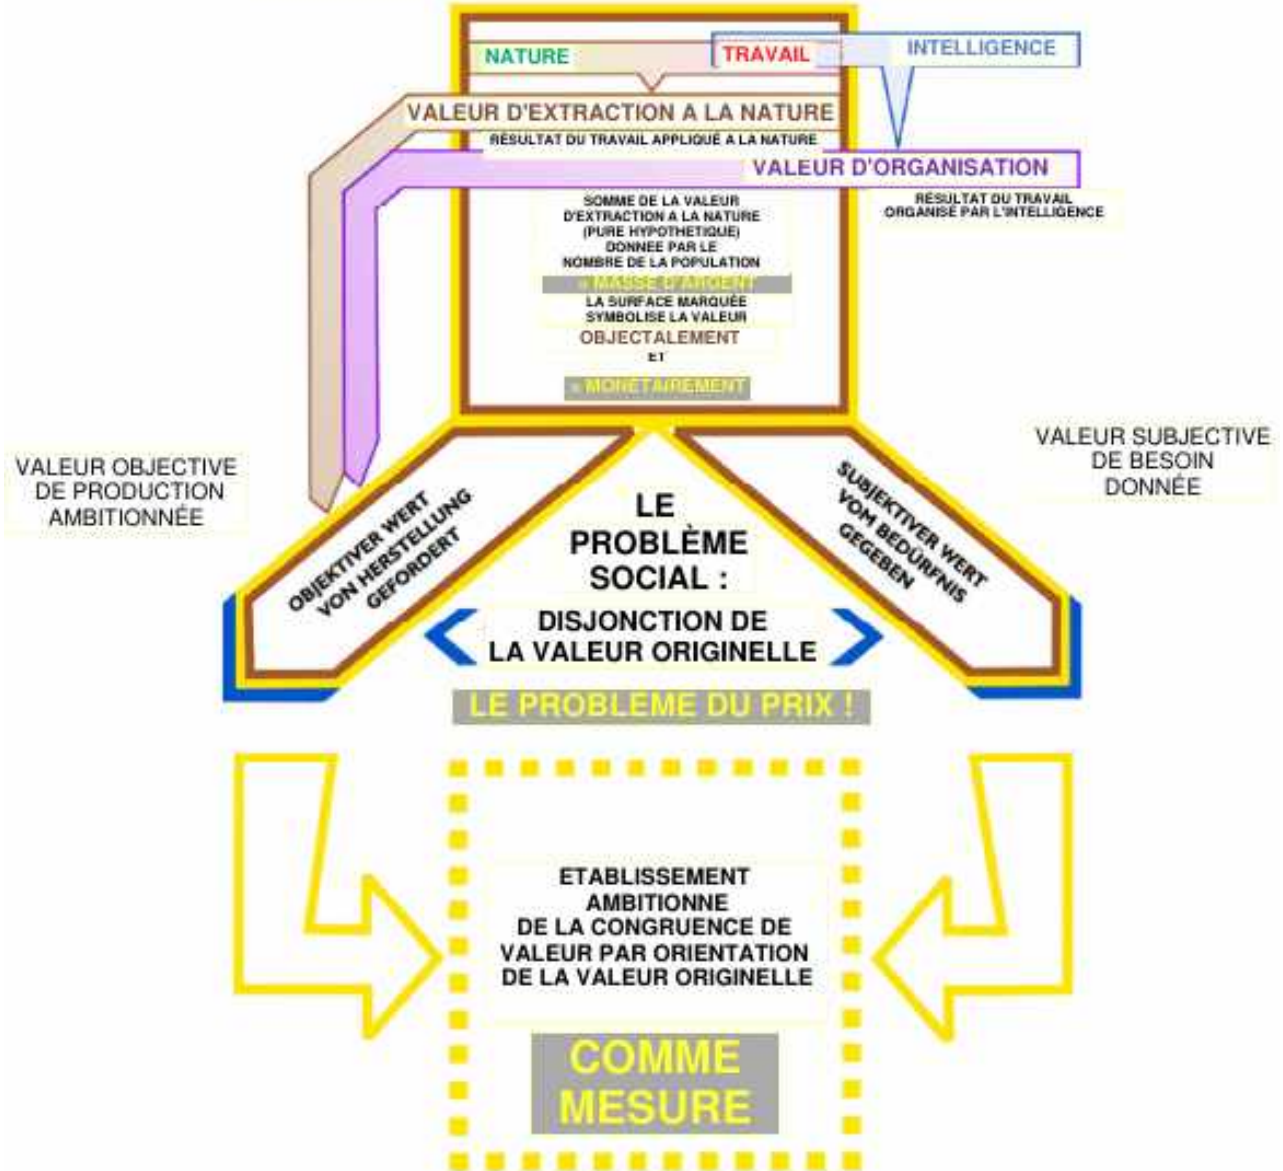 NATURE
TRAVAIL
INTELLIGENCE
VALEUR D'EXTRACTION A LA NATURE
RÉSULTAT DU TRAVAIL APPLIQUÉ A LA NATURE
VALEUR D'ORGANISATION
RÉSULTAT DU TRAVAIL
ORGANISÉ PAR L'INTELLIGENCE
SOMME DE LA VALEUR
D'EXTRACTION A LA NATURE
(PURE HYPOTHETIQUE)
DONNEE PAR LE
NOMBRE DE LA POPULATION
= MASSE D'ARGENT
LA SURFACE MARQUÉE
SYMBOLISE LA VALEUR
OBJECTALEMENT
ET
= MONÉTAIREMENT
VALEUR OBJECTIVE
DE PRODUCTION
AMBITIONNÉE
VALEUR SUBJECTIVE
DE BESOIN
DONNÉE
OBJEKTIVER WERT
VON HERSTELLUNG
GEFORDERT
SUBJEKTIVER WERT
VOM BEDÜRFNIS
GEGEBEN
LE
PROBLÈME
SOCIAL :
DISJONCTION DE
LA VALEUR ORIGINELLE
LE PROBLÈME DU PRIX !
ETABLISSEMENT
AMBITIONNE
DE LA CONGRUENCE DE
VALEUR PAR ORIENTATION
DE LA VALEUR ORIGINELLE
COMME
MESURE